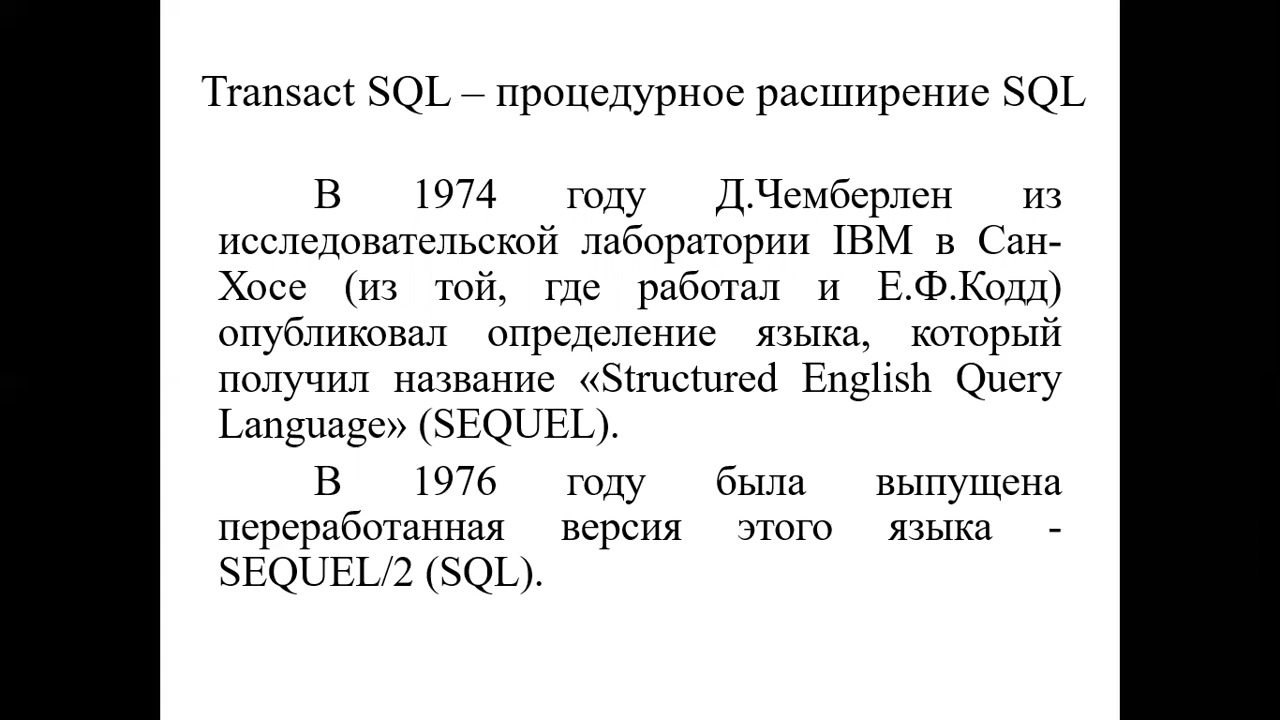 Transact SQL – процедурное расширение SQL
В 1974 году Д.Чемберлен из
исследовательской лаборатории IBM в Сан-
Хосе (из той, где работал и Е.Ф.Кодд)
опубликовал определение языка, который
получил название «Structured English Query
Language» (SEQUEL).
В 1976 году была выпущена
переработанная версия этого языка -
SEQUEL/2 (SQL).